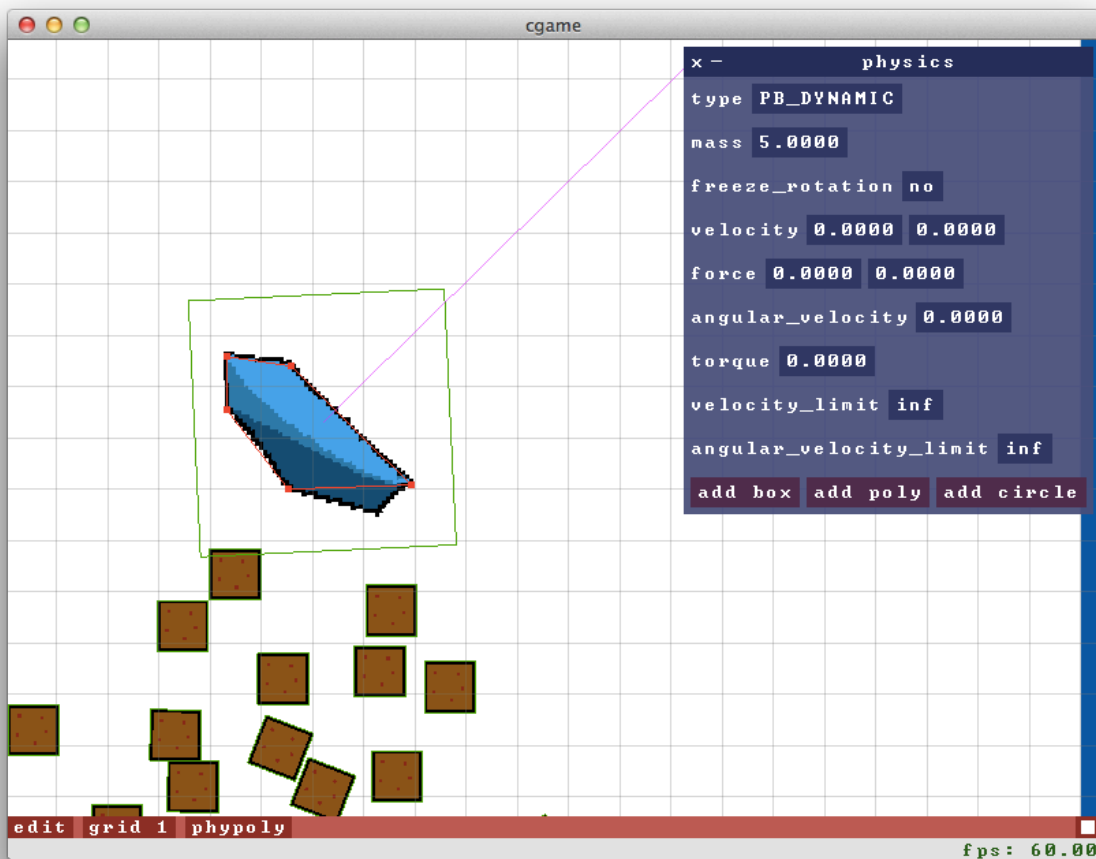 cgame
x - physics
type PB_DYNAMIC
mass 5.0000
freeze_rotation no
velocity 0.0000 0.0000
force 0.0000 0.0000
angular_velocity 0.0000
torque 0.0000
velocity_limit inf
angular_velocity_limit inf
add box add poly add circle
edit grid 1 phypoly
fps: 60.00